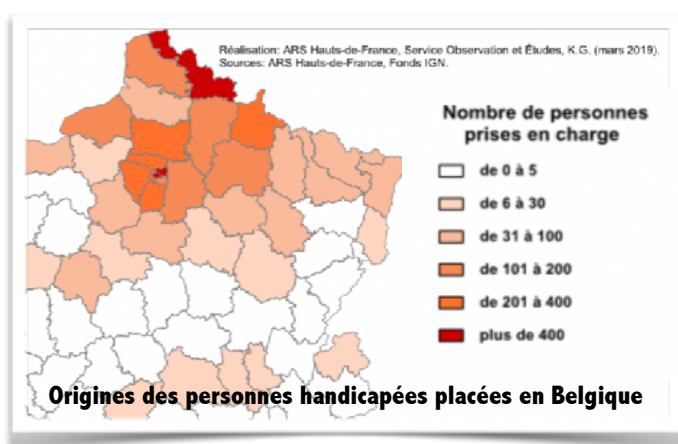 Réalisation: ARS Hauts-de-France, Service Observation et Études, K.G. (mars 2019).
Sources: ARS Hauts-de-France, Fonds IGN.
Nombre de personnes
prises en charge
de 0 à 5
de 6 à 30
de 31 à 100
de 101 à 200
de 201 à 400
plus de 400
Origines des personnes handicapées placées en Belgique